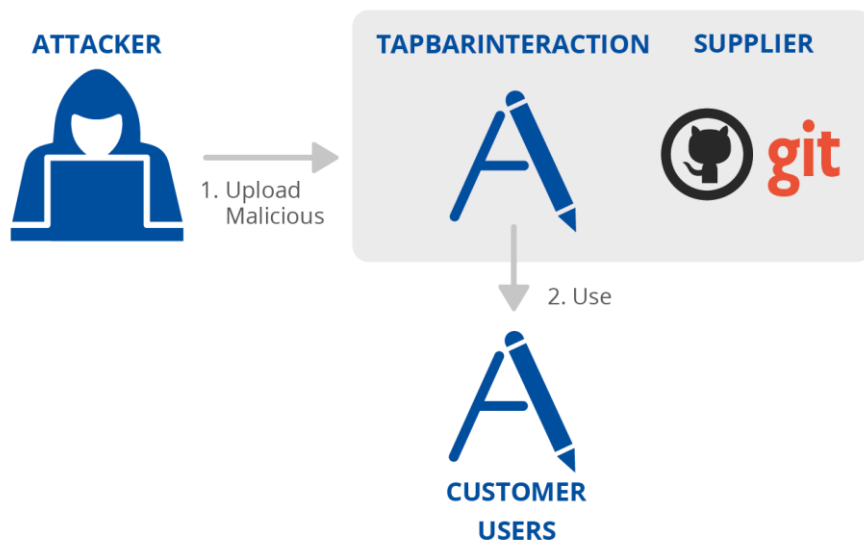 ATTACKER
TAPBARINTERACTION
SUPPLIER
git
1. Upload
Malicious
2. Use
CUSTOMER
USERS